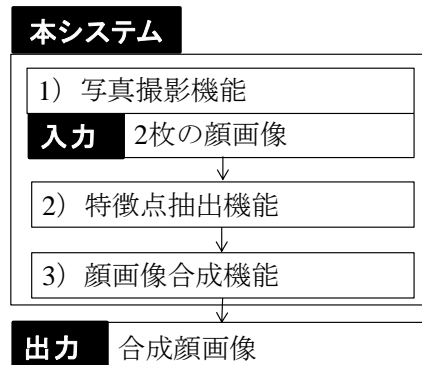 本システム
1) 写真撮影機能
入力 2枚の顔画像
2) 特徴点抽出機能
3) 顔画像合成機能
出力 合成顔画像